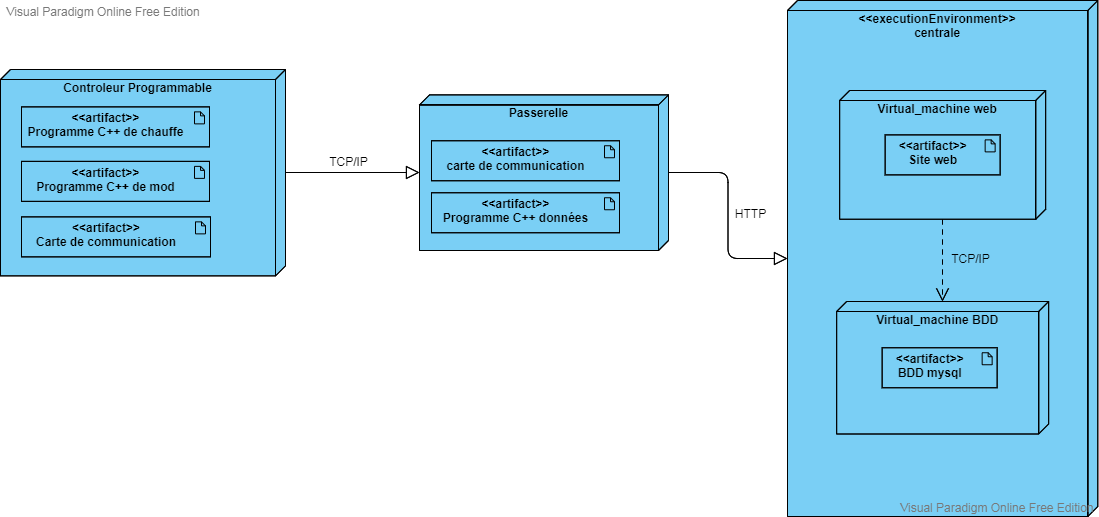 Visual Paradigm Online Free Edition
Controleur Programmable
<<artifact>>
Programme C++ de chauffe
<<artifact>>
Programme C++ de mod
<<artifact>>
Carte de communication
TCP/IP
Passerelle
<<artifact>>
carte de communication
<<artifact>>
Programme C++ données
HTTP
<<executionEnvironment>>
centrale
Virtual_machine web
<<artifact>>
Site web
TCP/IP
Virtual_machine BDD
<<artifact>>
BDD mysql
Visual Paradigm Online Free Edition